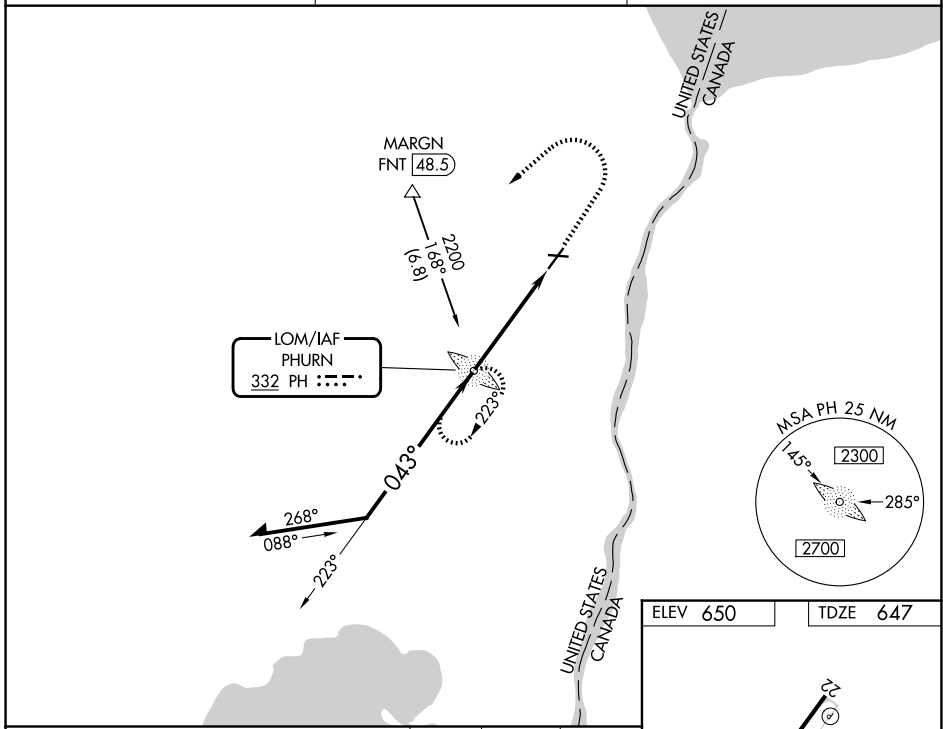 UNITED STATES
CANADA
MARGN
FNT 48.5
2200
168°
(6.8)
LOM/IAF
PHURN
332 PH
223°
043°
268°
088°
223°
MSA PH 25 NM
145°
2300
285°
2700
UNITED STATES
CANADA
ELEV 650
TDZE 647
22
P